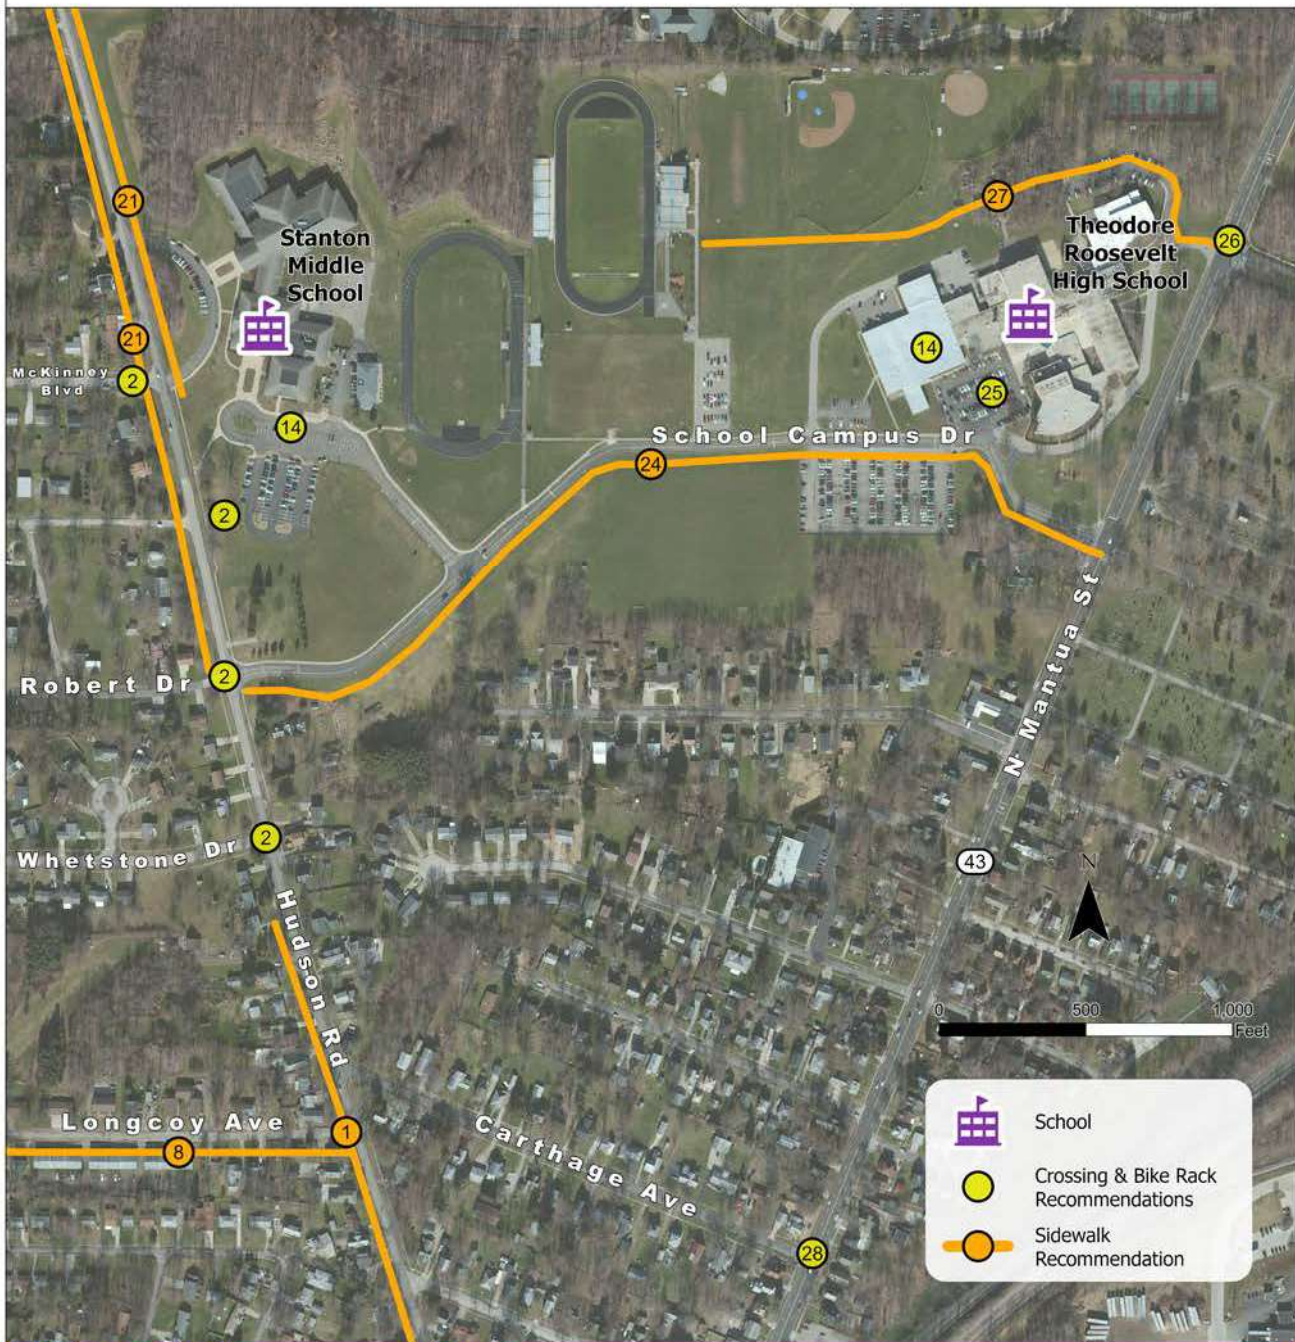 21
27
26
Stanton
Middle
School
Theodore
Roosevelt
High School
21
14
McKinney
Blvd
2
25
14
School Campus Dr
24
2
N Mantua St
Robert Dr
2
Whetstone Dr
2
43
N
Hudson Rd
0 500 1,000
Feet
Longcoy Ave
1
8
Carthage Ave
28
School
Crossing & Bike Rack
Recommendations
Sidewalk
Recommendation